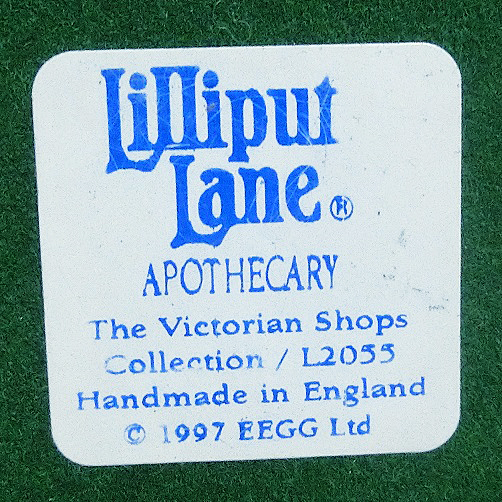 Lilliput
Lane®
APOTHECARY
The Victorian Shops
Collection / L2055
Handmade in England
© 1997 EEGG Ltd